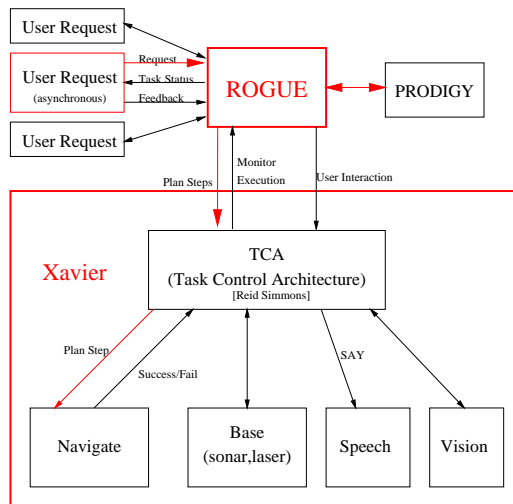 User Request
Request
User Request
(asynchronous)
Task Status
Feedback
ROGUE
PRODIGY
User Request
Monitor
Plan Steps
Execution
User Interaction
TCA
(Task Control Architecture)
[Reid Simmons]
Xavier
Plan Step
Success/Fail
SAY
Navigate
Base
(sonar,laser)
Speech
Vision